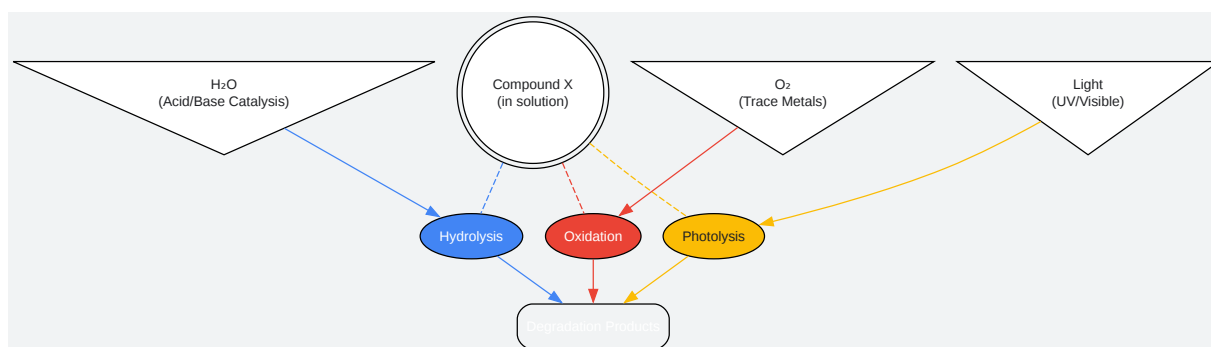 H₂O
(Acid/Base Catalysis)
Compound X
(in solution)
O₂
(Trace Metals)
Light
(UV/Visible)
Hydrolysis
Oxidation
Photolysis
Degradation Products